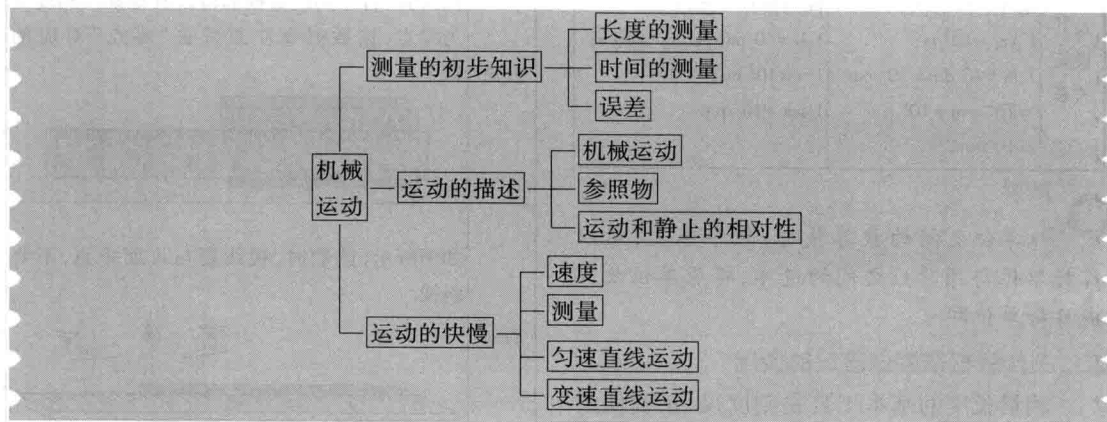 长度的测量
测量的初步知识
时间的测量
误差
机械
运动
机械运动
运动的描述
参照物
运动和静止的相对性
速度
测量
运动的快慢
匀速直线运动
变速直线运动